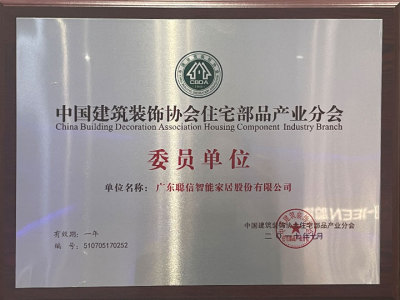 CBDA
中国建筑装饰协会住宅部品产业分会
China Building Decoration Association Housing Component Industry Branch
委员单位
单位名称：广东聪信智能家居股份有限公司
有效期：一年
编 号：510705170252
中国建筑装饰协会住宅部品产业分会